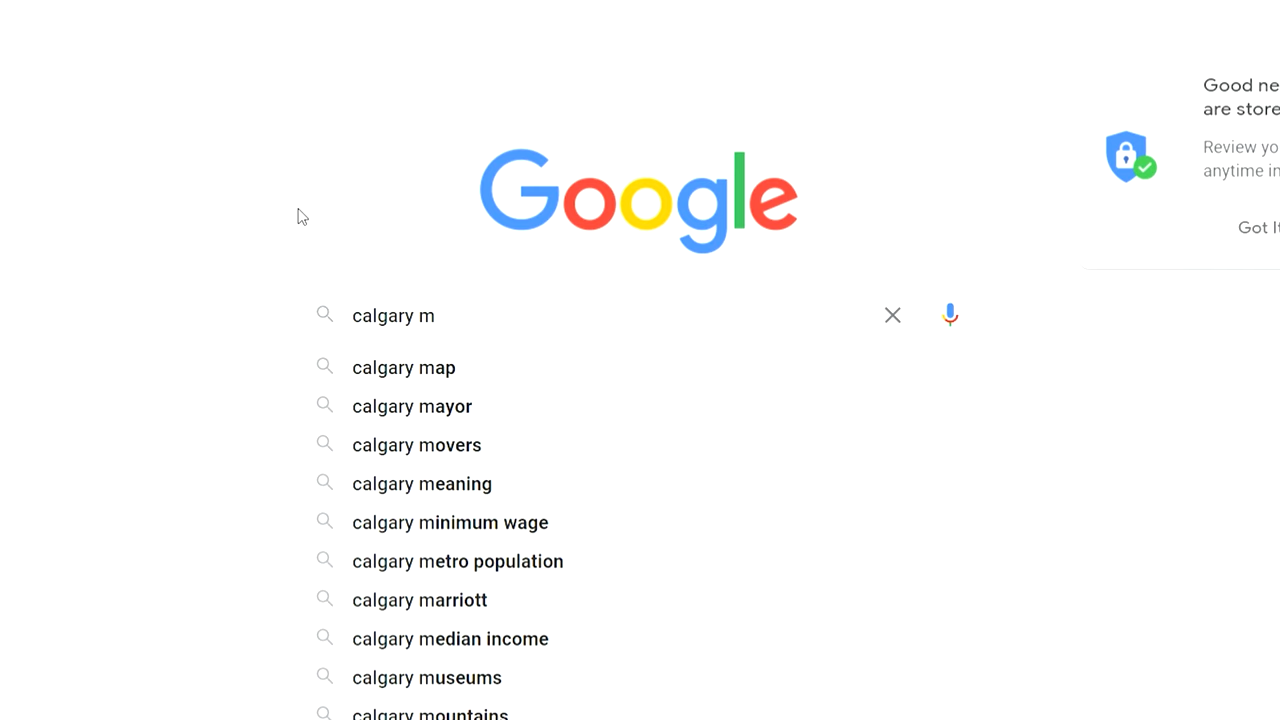 Good ne
are store
Review yo
anytime in
Got It
Google
calgary m
calgary map
calgary mayor
calgary movers
calgary meaning
calgary minimum wage
calgary metro population
calgary marriott
calgary median income
calgary museums
calgary mountains